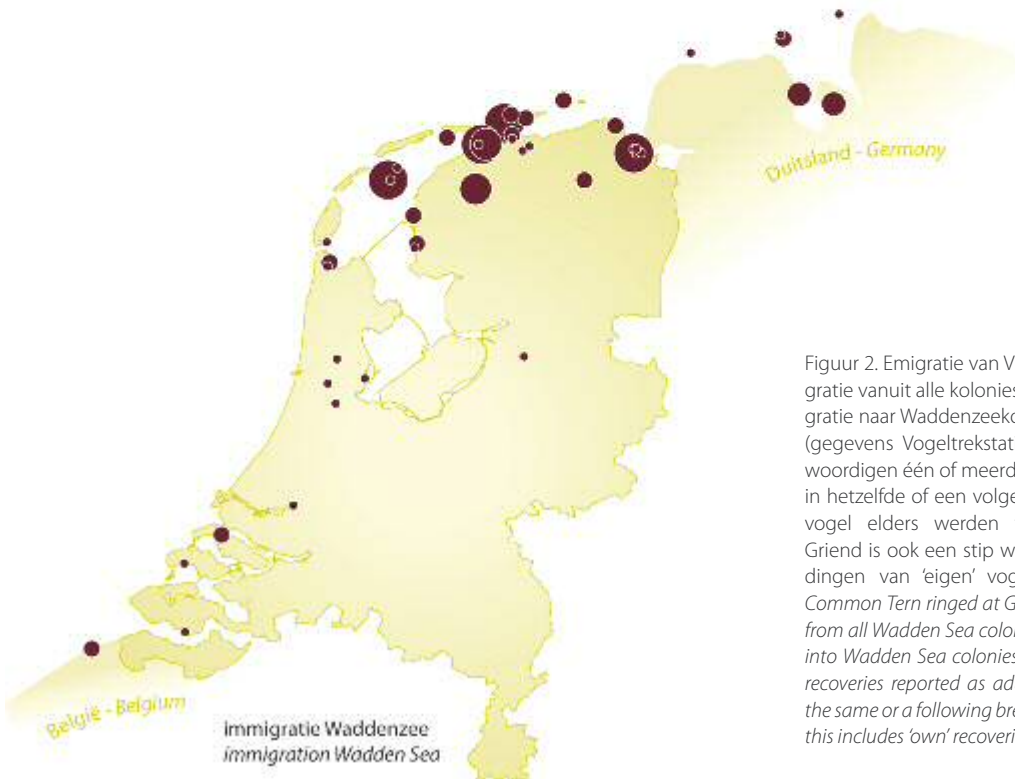 Duitsland - Germany
Figuur 2. Emigratie van V
gratie vanuit alle kolonies
gratie naar Waddenzeeko
(gegevens Vogeltrekstat
woordigen één of meerd
in hetzelfde of een volge
vogel elders werden
Griend is ook een stip w
dingen van ‘eigen’ vog
Common Tern ringed at G
from all Wadden Sea color
into Wadden Sea colonies
recoveries reported as ad
the same or a following bre
this includes ‘own’ recoveri
België - Belgium
immigratie Waddenzee
immigration Wadden Sea